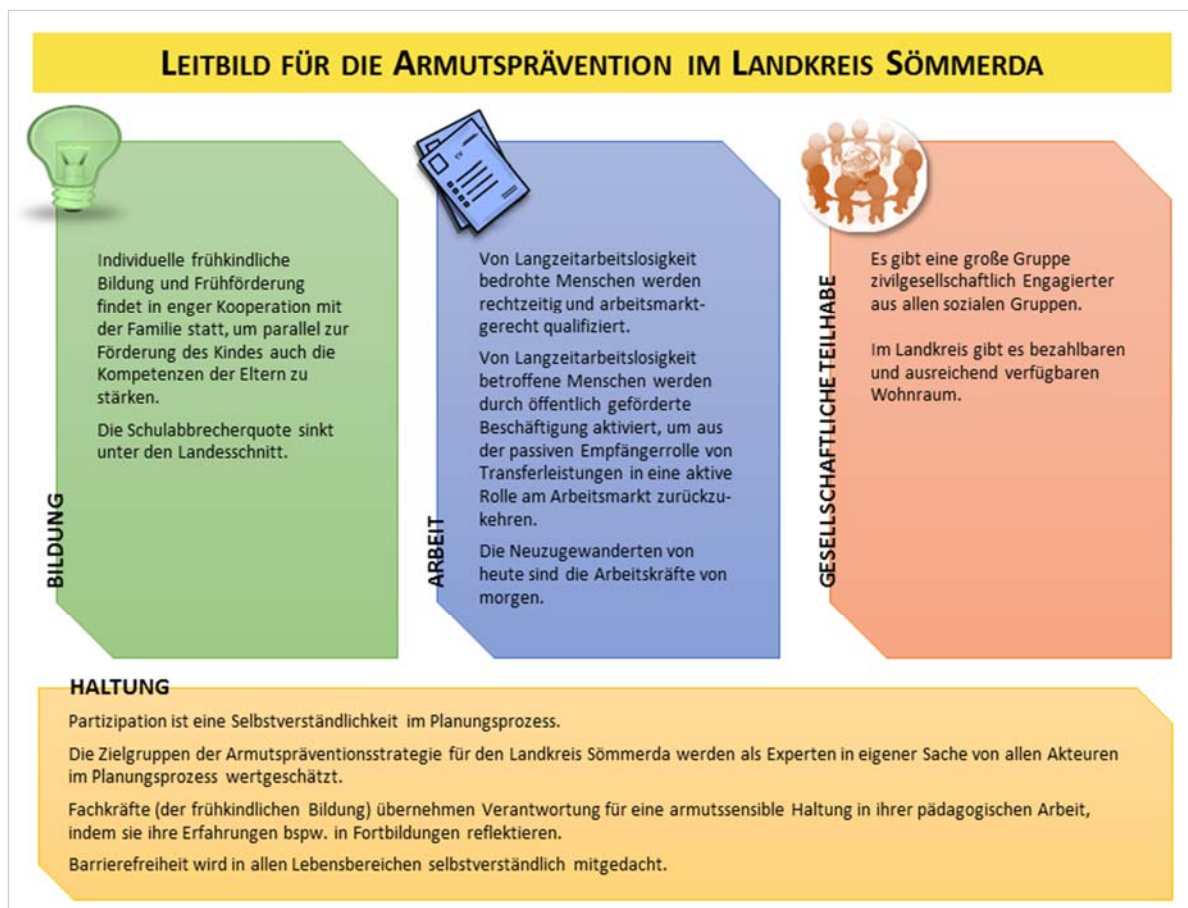 LEITBILD FÜR DIE ARMUTSPRÄVENTION IM LANDKREIS SÖMMERDA
BILDUNG
Individuelle frühkindliche
Bildung und Frühförderung
findet in enger Kooperation mit
der Familie statt, um parallel zur
Förderung des Kindes auch die
Kompetenzen der Eltern zu
stärken.
Die Schulabbrecherquote sinkt
unter den Landesschnitt.
CV
ARBEIT
Von Langzeitarbeitslosigkeit
bedrohte Menschen werden
rechtzeitig und arbeitsmarkt-
gerecht qualifiziert.
Von Langzeitarbeitslosigkeit
betroffene Menschen werden
durch öffentlich geförderte
Beschäftigung aktiviert, um aus
der passiven Empfängerrolle von
Transferleistungen in eine aktive
Rolle am Arbeitsmarkt zurückzu-
kehren.
Die Neuzugewanderten von
heute sind die Arbeitskräfte von
morgen.
GESELLSCHAFTLICHE TEILHABE
Es gibt eine große Gruppe
zivilgesellschaftlich Engagierter
aus allen sozialen Gruppen.
Im Landkreis gibt es bezahlbaren
und ausreichend verfügbaren
Wohnraum.
HALTUNG
Partizipation ist eine Selbstverständlichkeit im Planungsprozess.
Die Zielgruppen der Armutspräventionsstrategie für den Landkreis Sömmerda werden als Experten in eigener Sache von allen Akteuren
im Planungsprozess wertgeschätzt.
Fachkräfte (der frühkindlichen Bildung) übernehmen Verantwortung für eine armutssensible Haltung in ihrer pädagogischen Arbeit,
indem sie ihre Erfahrungen bspw. in Fortbildungen reflektieren.
Barrierefreiheit wird in allen Lebensbereichen selbstverständlich mitgedacht.